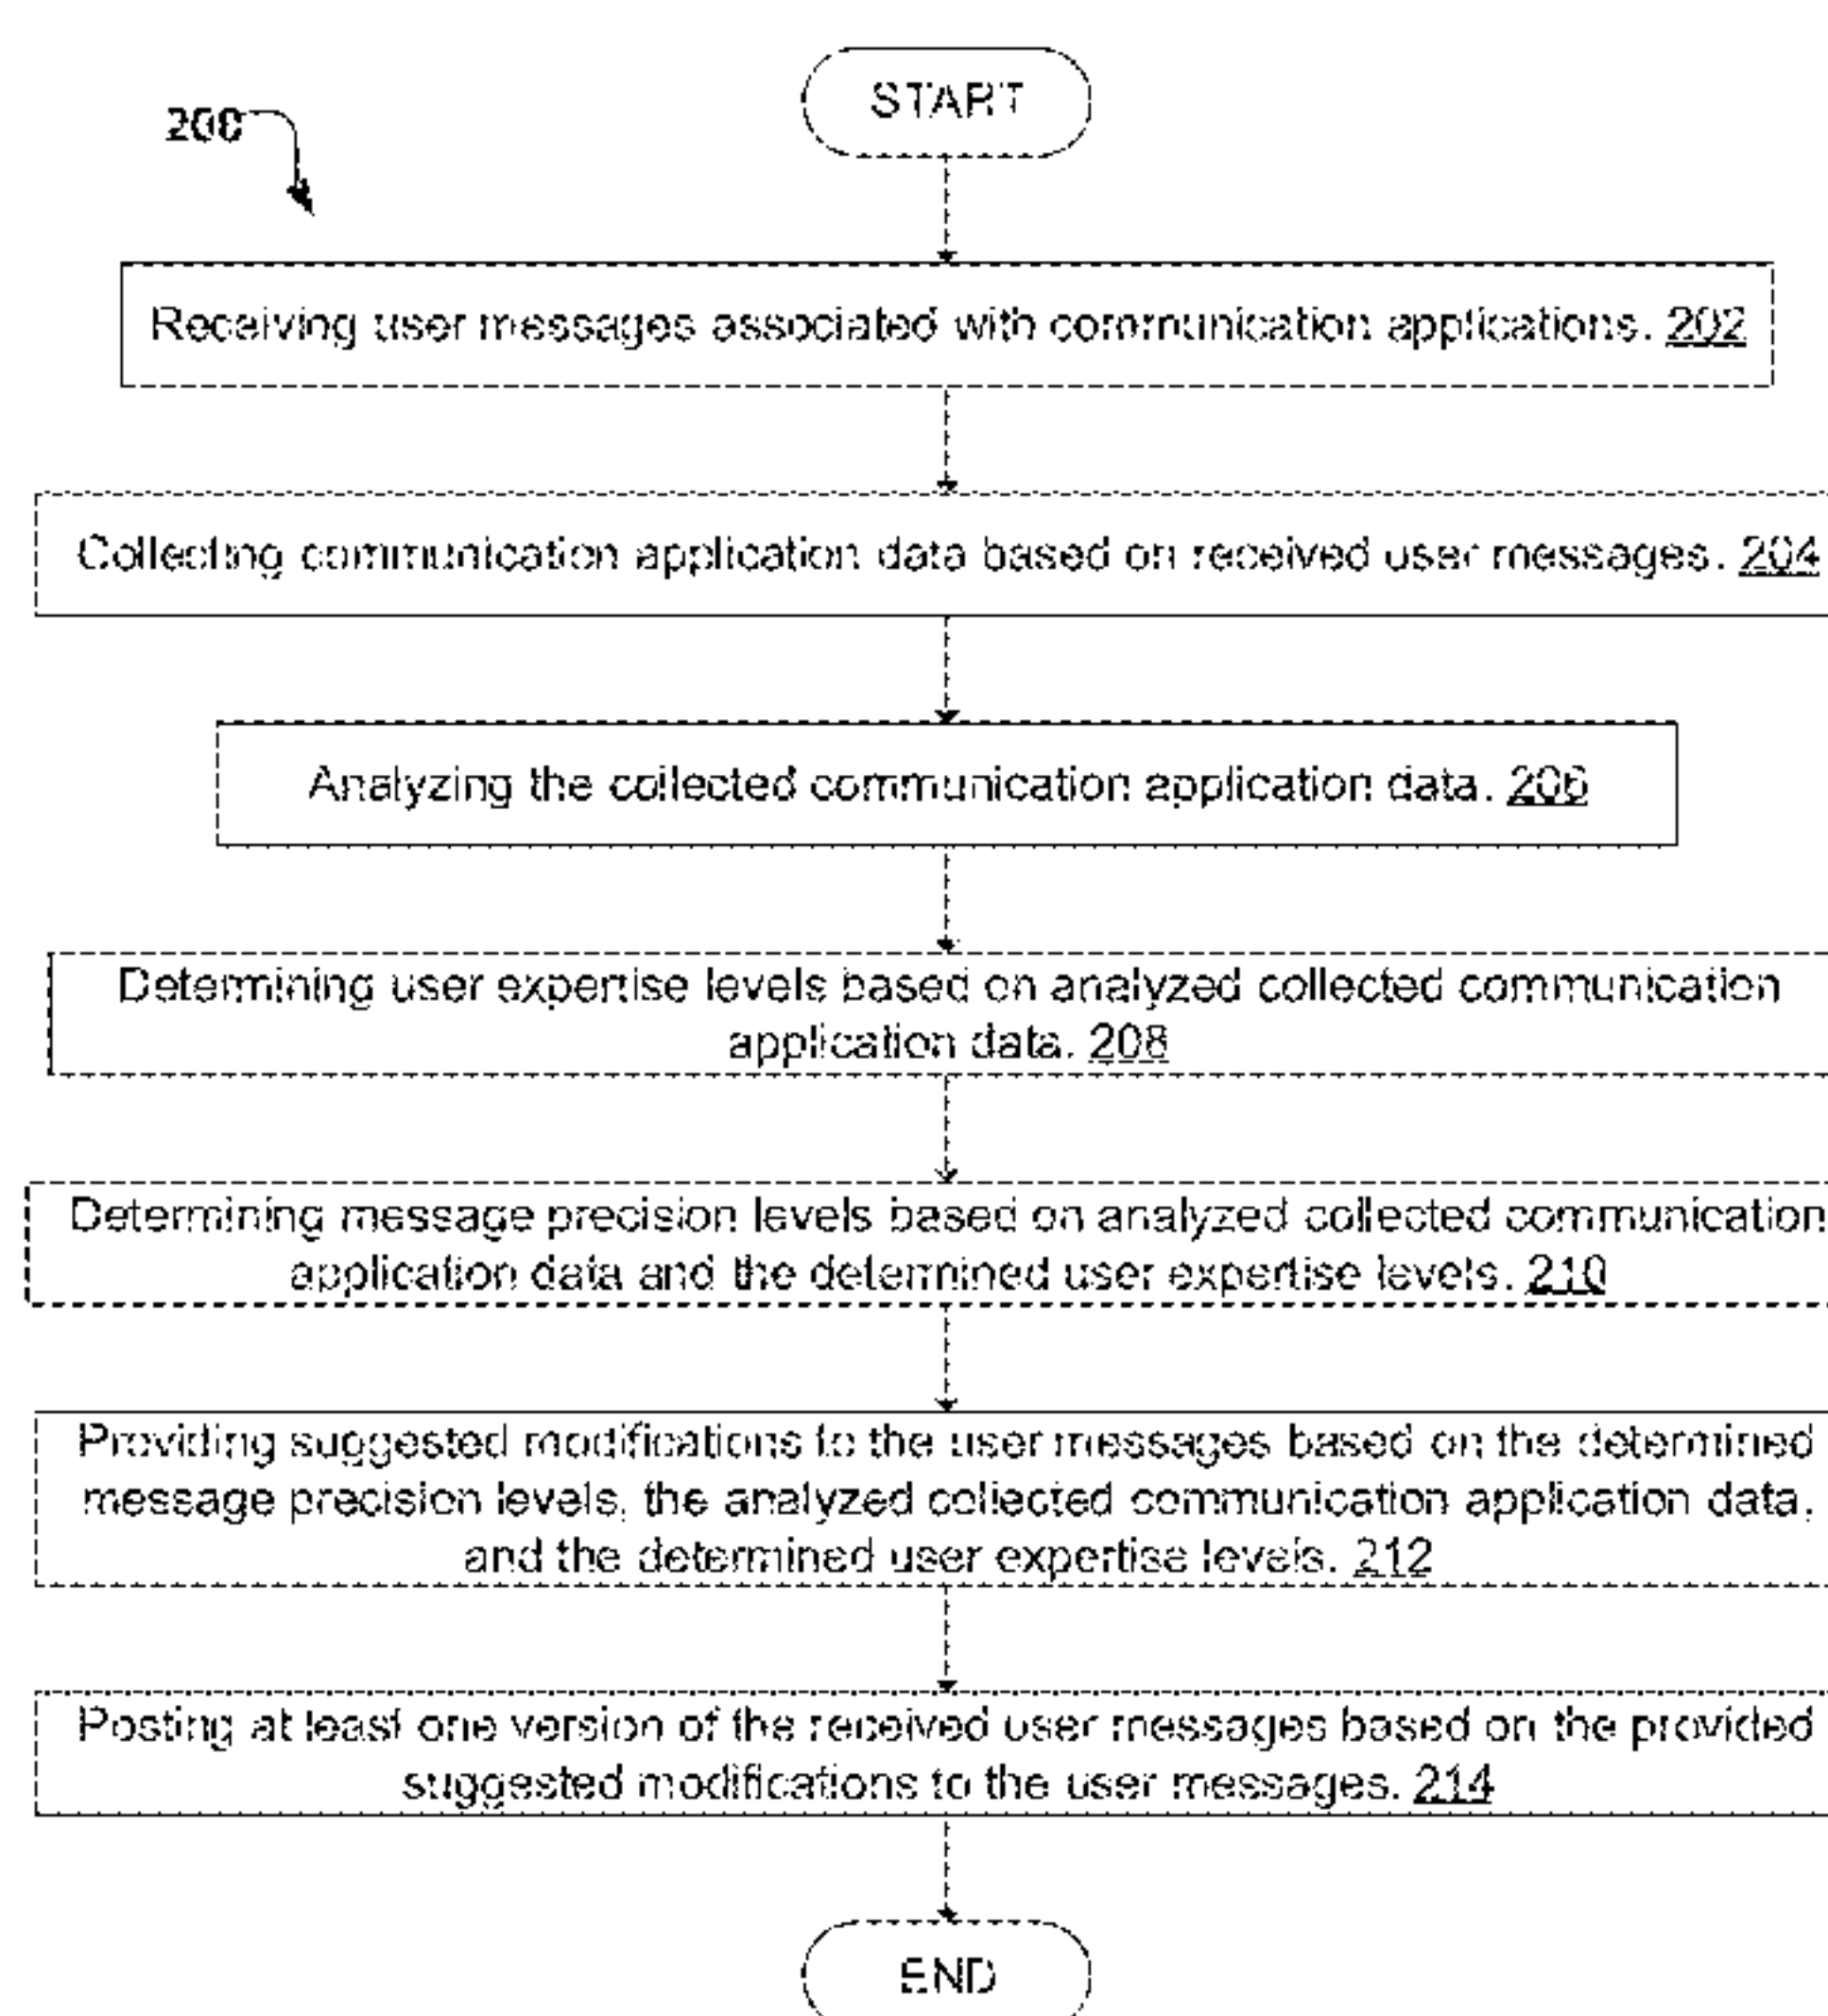 START
200
Receiving user messages associated with communication applications. 202
Collecting communication application data based on received user messages. 204
Analyzing the collected communication application data. 206
Determining user expertise levels based on analyzed collected communication
application data. 208
Determining message precision levels based on analyzed collected communication
application data and the determined user expertise levels. 210
Providing suggested modifications to the user messages based on the determined
message precision levels, the analyzed collected communication application data,
and the determined user expertise levels. 212
Posting at least one version of the received user messages based on the provided
suggested modifications to the user messages. 214
END